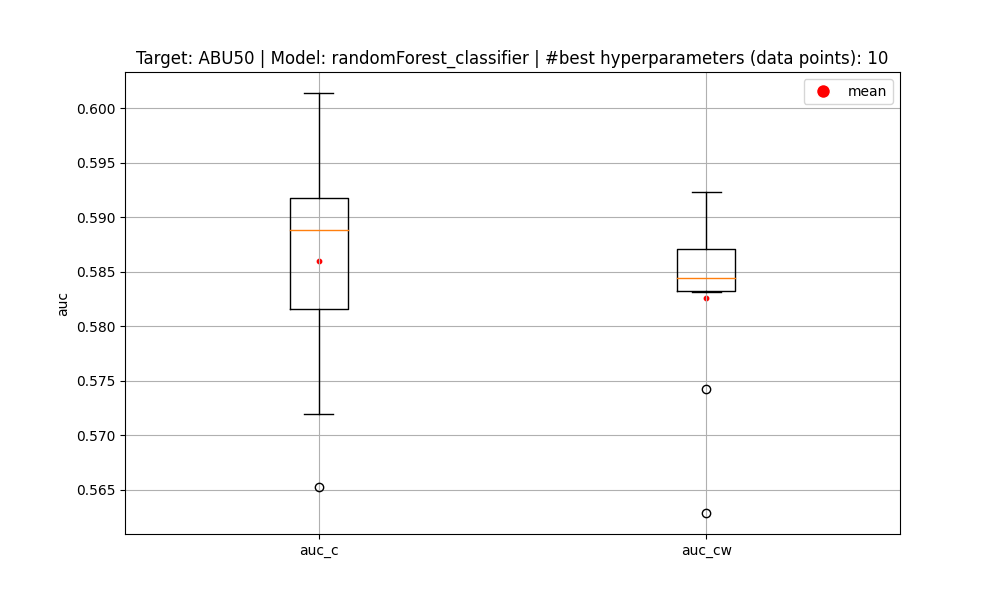 Target: ABU50 | Model: randomForest_classifier | #best hyperparameters (data points): 10
mean
0.600
0.595
0.590
0.585
0.580
0.575
0.570
0.565
auc
auc_c
auc_cw